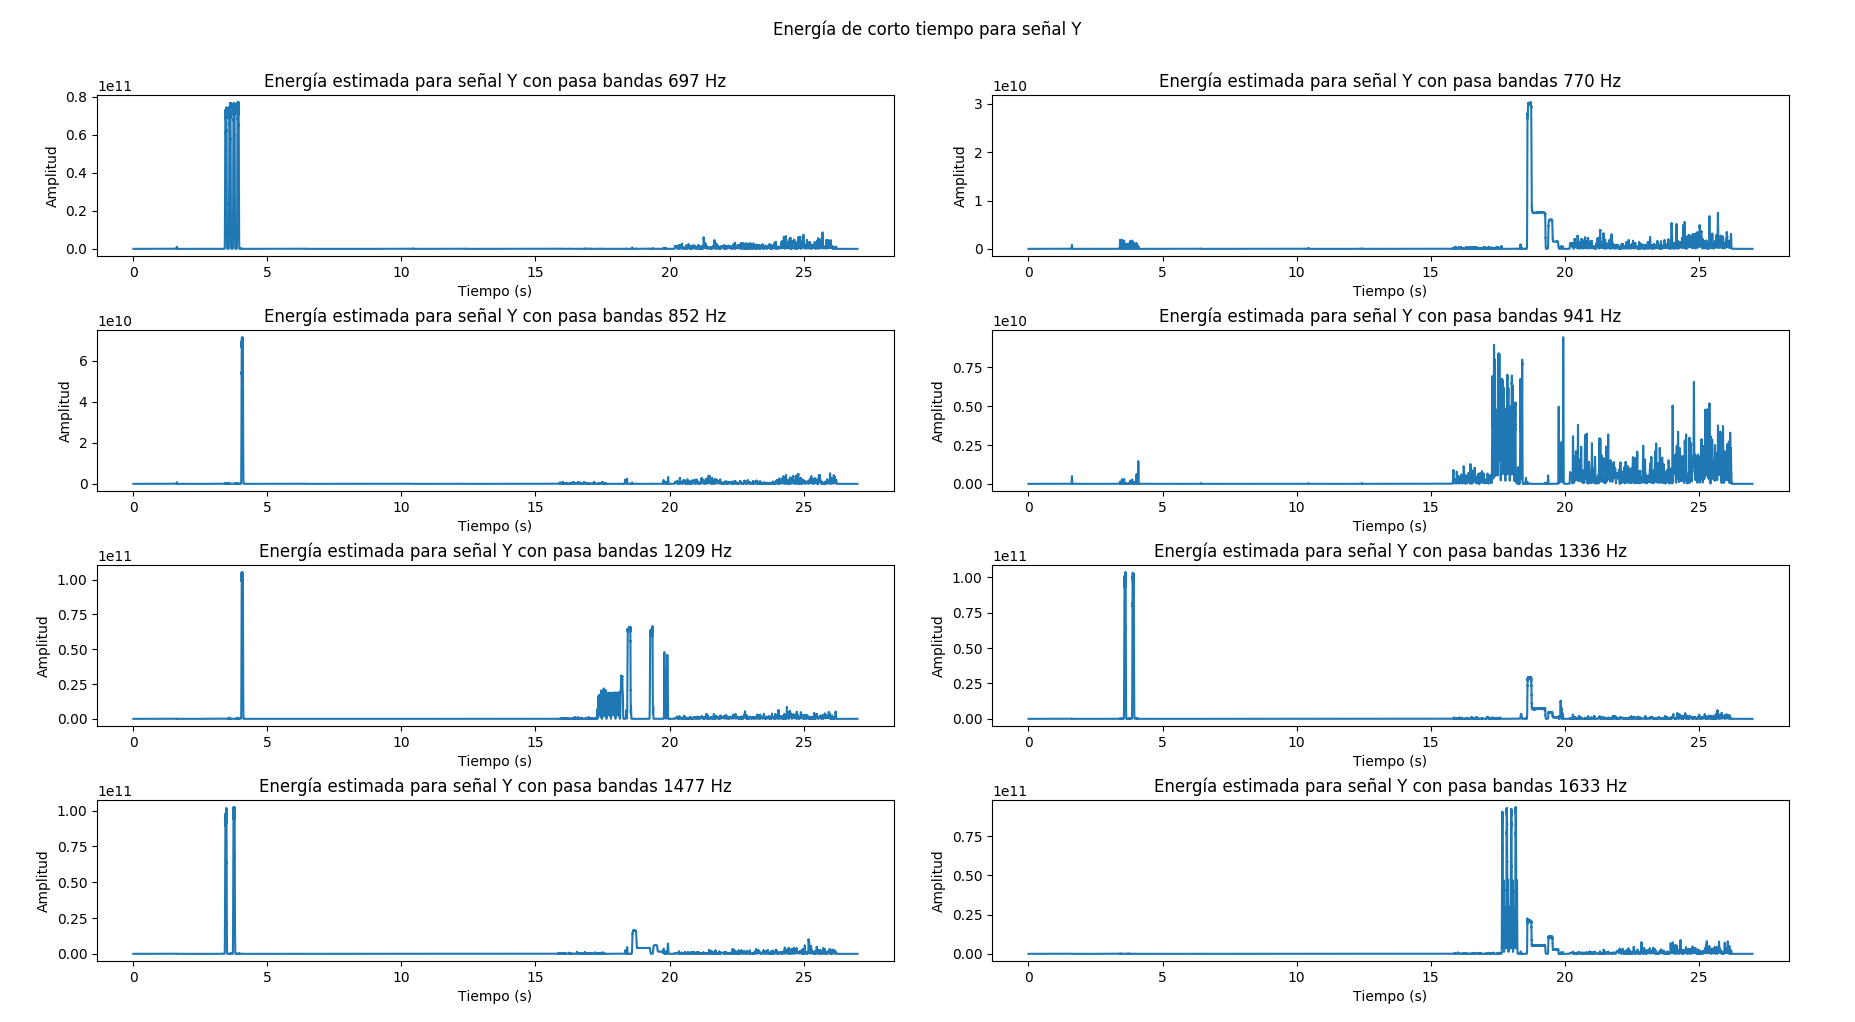 Energía de corto tiempo para señal Y
Energía estimada para señal Y con pasa bandas 697 Hz
1e11
0.8
0.6
0.4
0.2
0.0
Amplitud
0 5 10 15 20 25
Tiempo (s)
Energía estimada para señal Y con pasa bandas 770 Hz
1e10
3
2
1
0
Amplitud
0 5 10 15 20 25
Tiempo (s)
Energía estimada para señal Y con pasa bandas 852 Hz
1e10
6
4
2
0
Amplitud
0 5 10 15 20 25
Tiempo (s)
Energía estimada para señal Y con pasa bandas 941 Hz
1e10
0.75
0.50
0.25
0.00
Amplitud
0 5 10 15 20 25
Tiempo (s)
Energía estimada para señal Y con pasa bandas 1209 Hz
1e11
1.00
0.75
0.50
0.25
0.00
Amplitud
0 5 10 15 20 25
Tiempo (s)
Energía estimada para señal Y con pasa bandas 1336 Hz
1e11
1.00
0.75
0.50
0.25
0.00
Amplitud
0 5 10 15 20 25
Tiempo (s)
Energía estimada para señal Y con pasa bandas 1477 Hz
1e11
1.00
0.75
0.50
0.25
0.00
Amplitud
0 5 10 15 20 25
Tiempo (s)
Energía estimada para señal Y con pasa bandas 1633 Hz
1e11
0.75
0.50
0.25
0.00
Amplitud
0 5 10 15 20 25
Tiempo (s)